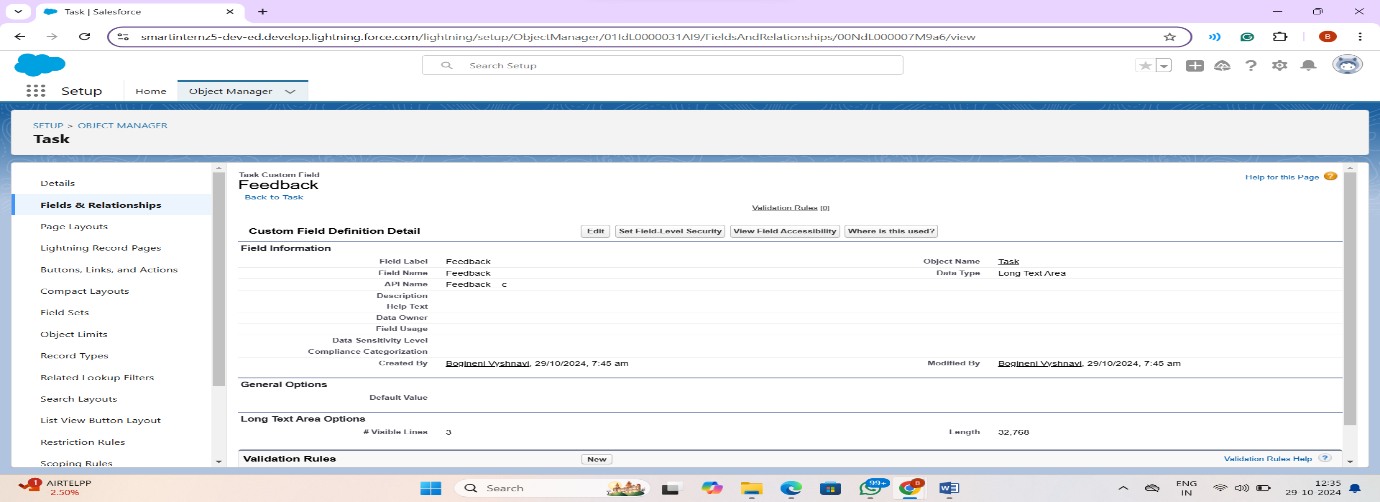 Task | Salesforce
smartinternz5-dev-ed.develop.lightning.force.com/lightning/setup/ObjectManager/01IdL0000031AI9/FieldsAndRelationships/00NdL000007M9a6/view
B
Search Setup
Setup Home Object Manager
SETUP > OBJECT MANAGER
Task
Details
Fields & Relationships
Page Layouts
Lightning Record Pages
Buttons, Links, and Actions
Compact Layouts
Field Sets
Object Limits
Record Types
Related Lookup Filters
Search Layouts
List View Button Layout
Restriction Rules
Scoping Rules
Task Custom Field
Feedback
Back to Task
Help for this Page
Validation Rules [0]
Custom Field Definition Detail Edit Set Field-Level Security View Field Accessibility Where is this used?
Field Information
Field Label Feedback Object Name Task
Field Name Feedback Data Type Long Text Area
API Name Feedback__c
Description
Help Text
Data Owner
Field Usage
Data Sensitivity Level
Compliance Categorization
Created By Bogineni Vyshnavi, 29/10/2024, 7:45 am Modified By Bogineni Vyshnavi, 29/10/2024, 7:45 am
General Options
Default Value
Long Text Area Options
# Visible Lines 3 Length 32,768
Validation Rules New Validation Rules Help ?
1 AIRTELPP
2.50%
Search
99+
ENG
IN
12:35
29-10-2024